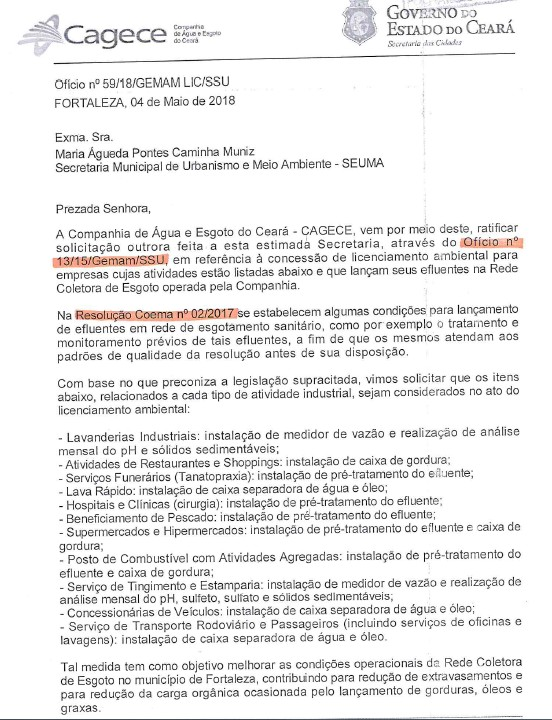 Cagece
Companhia
de Água e Esgoto
do Ceará
GOVERNO DO
ESTADO DO CEARÁ
Secretaria das Cidades
Ofício nº 59/18/GEMAM LIC/SSU
FORTALEZA, 04 de Maio de 2018
Exma. Sra.
Maria Águeda Pontes Caminha Muniz
Secretaria Municipal de Urbanismo e Meio Ambiente - SEUMA
Prezada Senhora,
A Companhia de Água e Esgoto do Ceará - CAGECE, vem por meio deste, ratificar
solicitação outrora feita a esta estimada Secretaria, através do Ofício nº
13/15/Gemam/SSU, em referência à concessão de licenciamento ambiental para
empresas cujas atividades estão listadas abaixo e que lançam seus efluentes na Rede
Coletora de Esgoto operada pela Companhia.
Na Resolução Coema nº 02/2017 se estabelecem algumas condições para lançamento
de efluentes em rede de esgotamento sanitário, como por exemplo o tratamento e
monitoramento prévios de tais efluentes, a fim de que os mesmos atendam aos
padrões de qualidade da resolução antes de sua disposição.
Com base no que preconiza a legislação supracitada, vimos solicitar que os itens
abaixo, relacionados a cada tipo de atividade industrial, sejam considerados no ato do
licenciamento ambiental:
- Lavanderias Industriais: instalação de medidor de vazão e realização de análise
mensal do pH e sólidos sedimentáveis;
- Atividades de Restaurantes e Shoppings: instalação de caixa de gordura;
- Serviços Funerários (Tanatopraxia): instalação de pré-tratamento do efluente;
- Lava Rápido: instalação de caixa separadora de água e óleo;
- Hospitais e Clínicas (cirurgia): instalação de pré-tratamento do efluente;
- Beneficiamento de Pescado: instalação de pré-tratamento do efluente;
- Supermercados e Hipermercados: instalação de pré-tratamento do efluente e caixa de
gordura;
- Posto de Combustível com Atividades Agregadas: instalação de pré-tratamento do
efluente e caixa de gordura;
- Serviço de Tingimento e Estamparia: instalação de medidor de vazão e realização de
análise mensal do pH, sulfeto, sulfato e sólidos sedimentáveis;
- Concessionárias de Veículos: instalação de caixa separadora de água e óleo;
- Serviço de Transporte Rodoviário e Passageiros (incluindo serviços de oficinas e
lavagens): instalação de caixa separadora de água e óleo.
Tal medida tem como objetivo melhorar as condições operacionais da Rede Coletora
de Esgoto no município de Fortaleza, contribuindo para redução de extravasamentos e
para redução da carga orgânica ocasionada pelo lançamento de gorduras, óleos e
graxas.